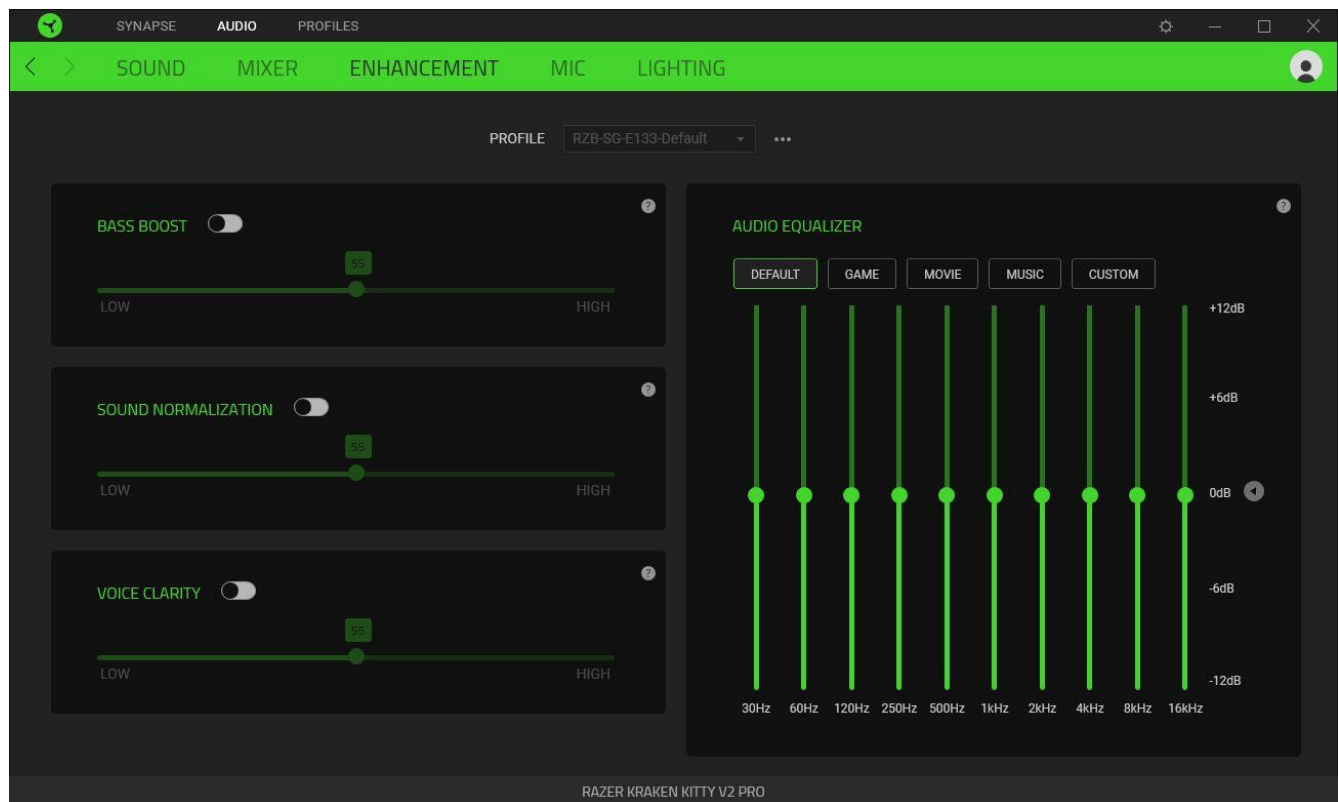 SYNAPSE AUDIO PROFILES
SOUND MIXER ENHANCEMENT MIC LIGHTING
PROFILE RZB-SG-E133-Default
BASS BOOST
55
LOW HIGH
SOUND NORMALIZATION
55
LOW HIGH
VOICE CLARITY
55
LOW HIGH
AUDIO EQUALIZER
DEFAULT GAME MOVIE MUSIC CUSTOM
+12dB
+6dB
0dB
-6dB
-12dB
30Hz 60Hz 120Hz 250Hz 500Hz 1kHz 2kHz 4kHz 8kHz 16kHz
RAZER KRAKEN KITTY V2 PRO